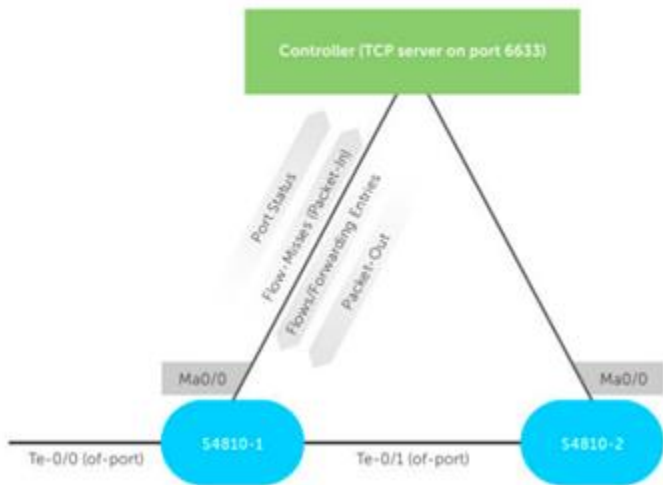 Controller (TCP server on port 6633)
Port Status
Flow-Misses (Packet-In)
Flows/Forwarding Entries
Packet-Out
Ma0/0
Ma0/0
S4810-1
S4810-2
Te-0/0 (of-port)
Te-0/1 (of-port)